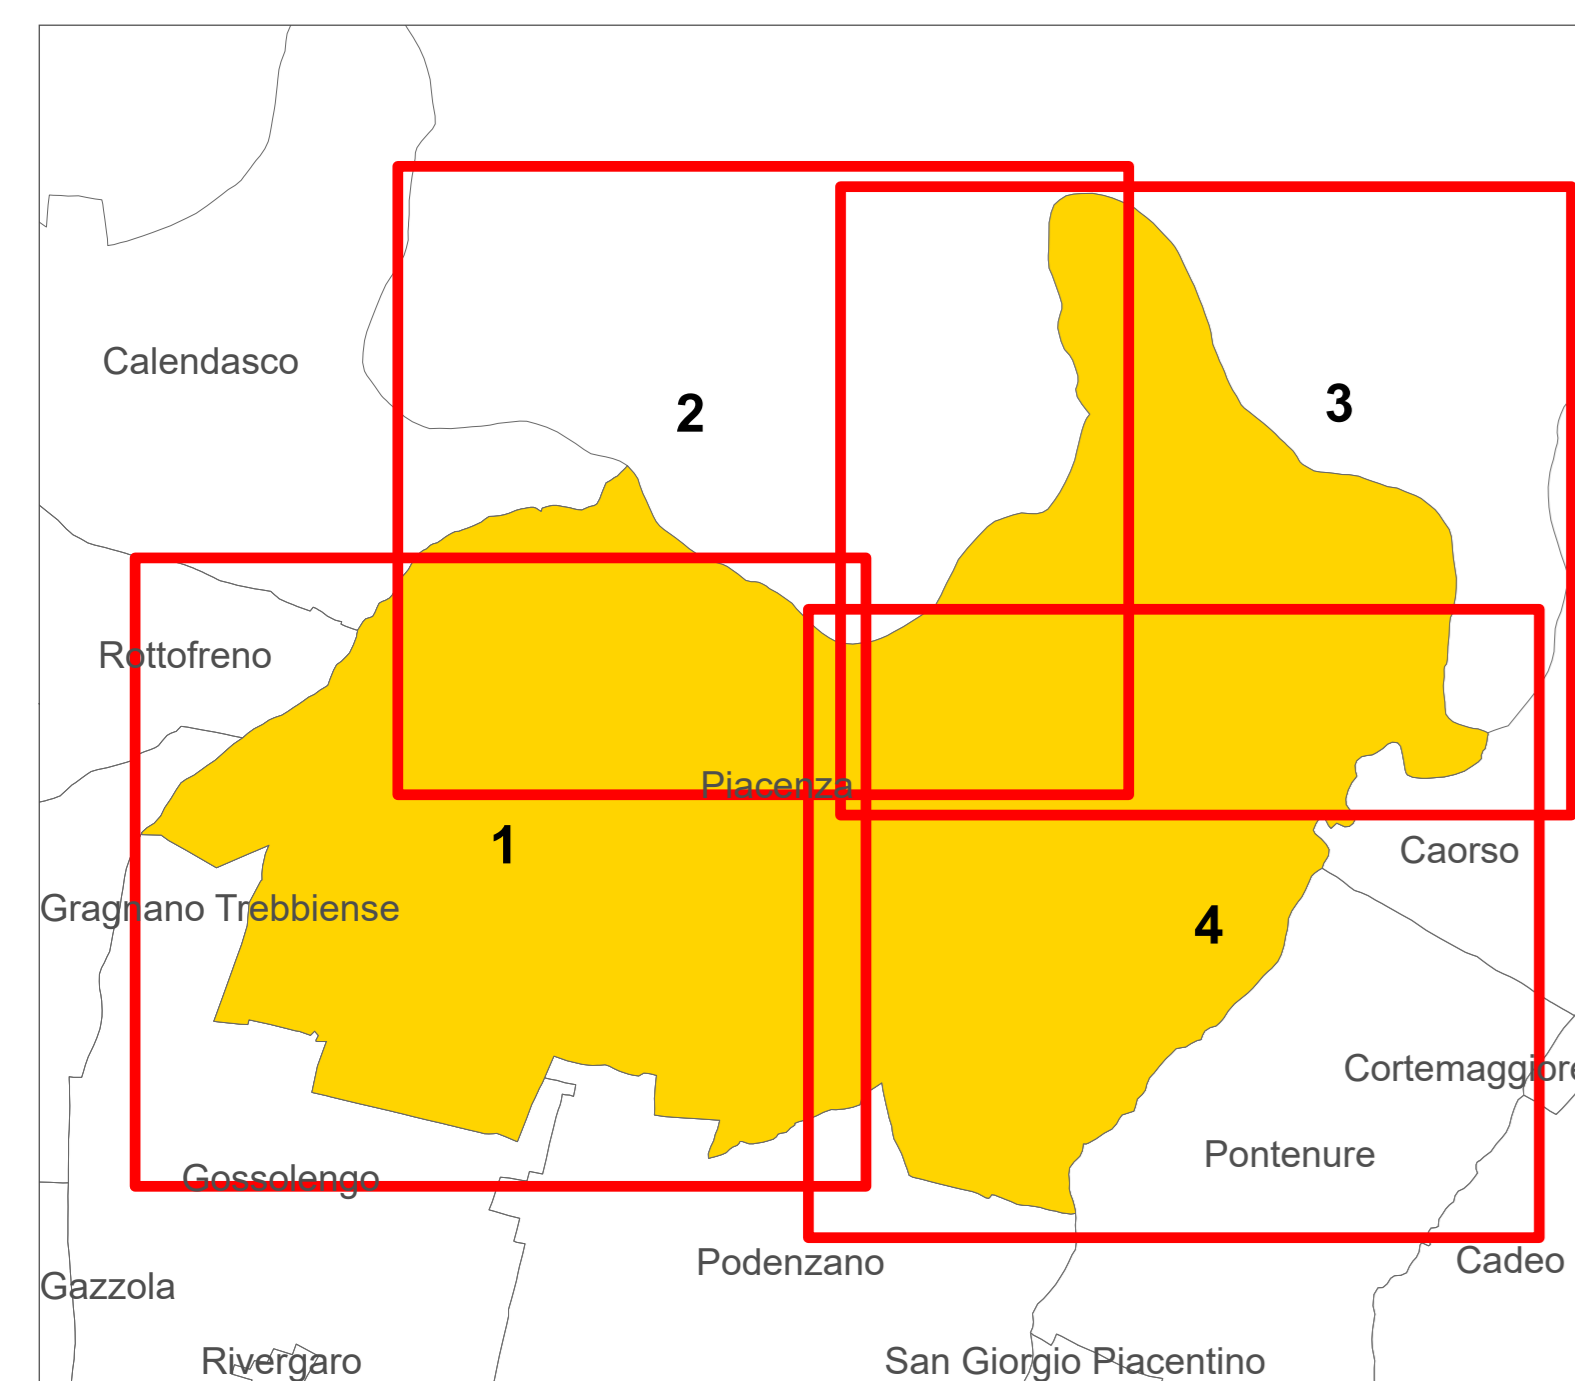 Calendasco
2
3
Rottofreno
Piacenza
1
Caorso
Gragnano Trebbiense
4
Cortemaggiore
Pontenure
Gossolengo
Podenzano
Cadeo
Gazzola
Rivergaro
San Giorgio Piacentino